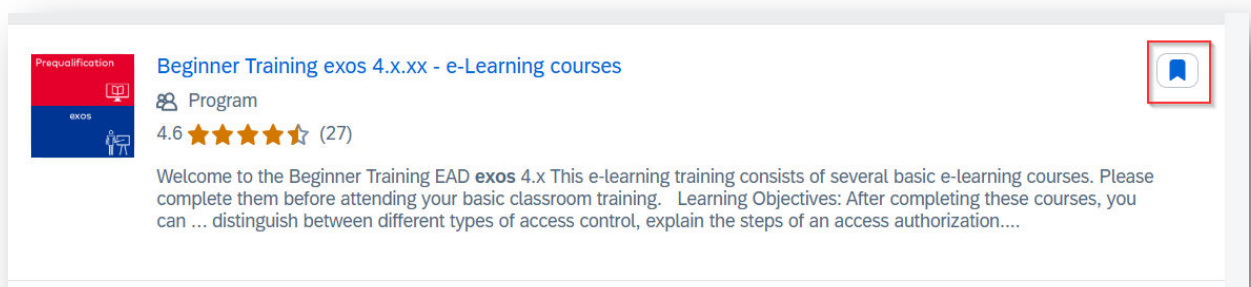 Prequalification
exos
Beginner Training exos 4.x.xx - e-Learning courses
Program
4.6 (27)
Welcome to the Beginner Training EAD exos 4.x This e-learning training consists of several basic e-learning courses. Please
complete them before attending your basic classroom training. Learning Objectives: After completing these courses, you
can ... distinguish between different types of access control, explain the steps of an access authorization....